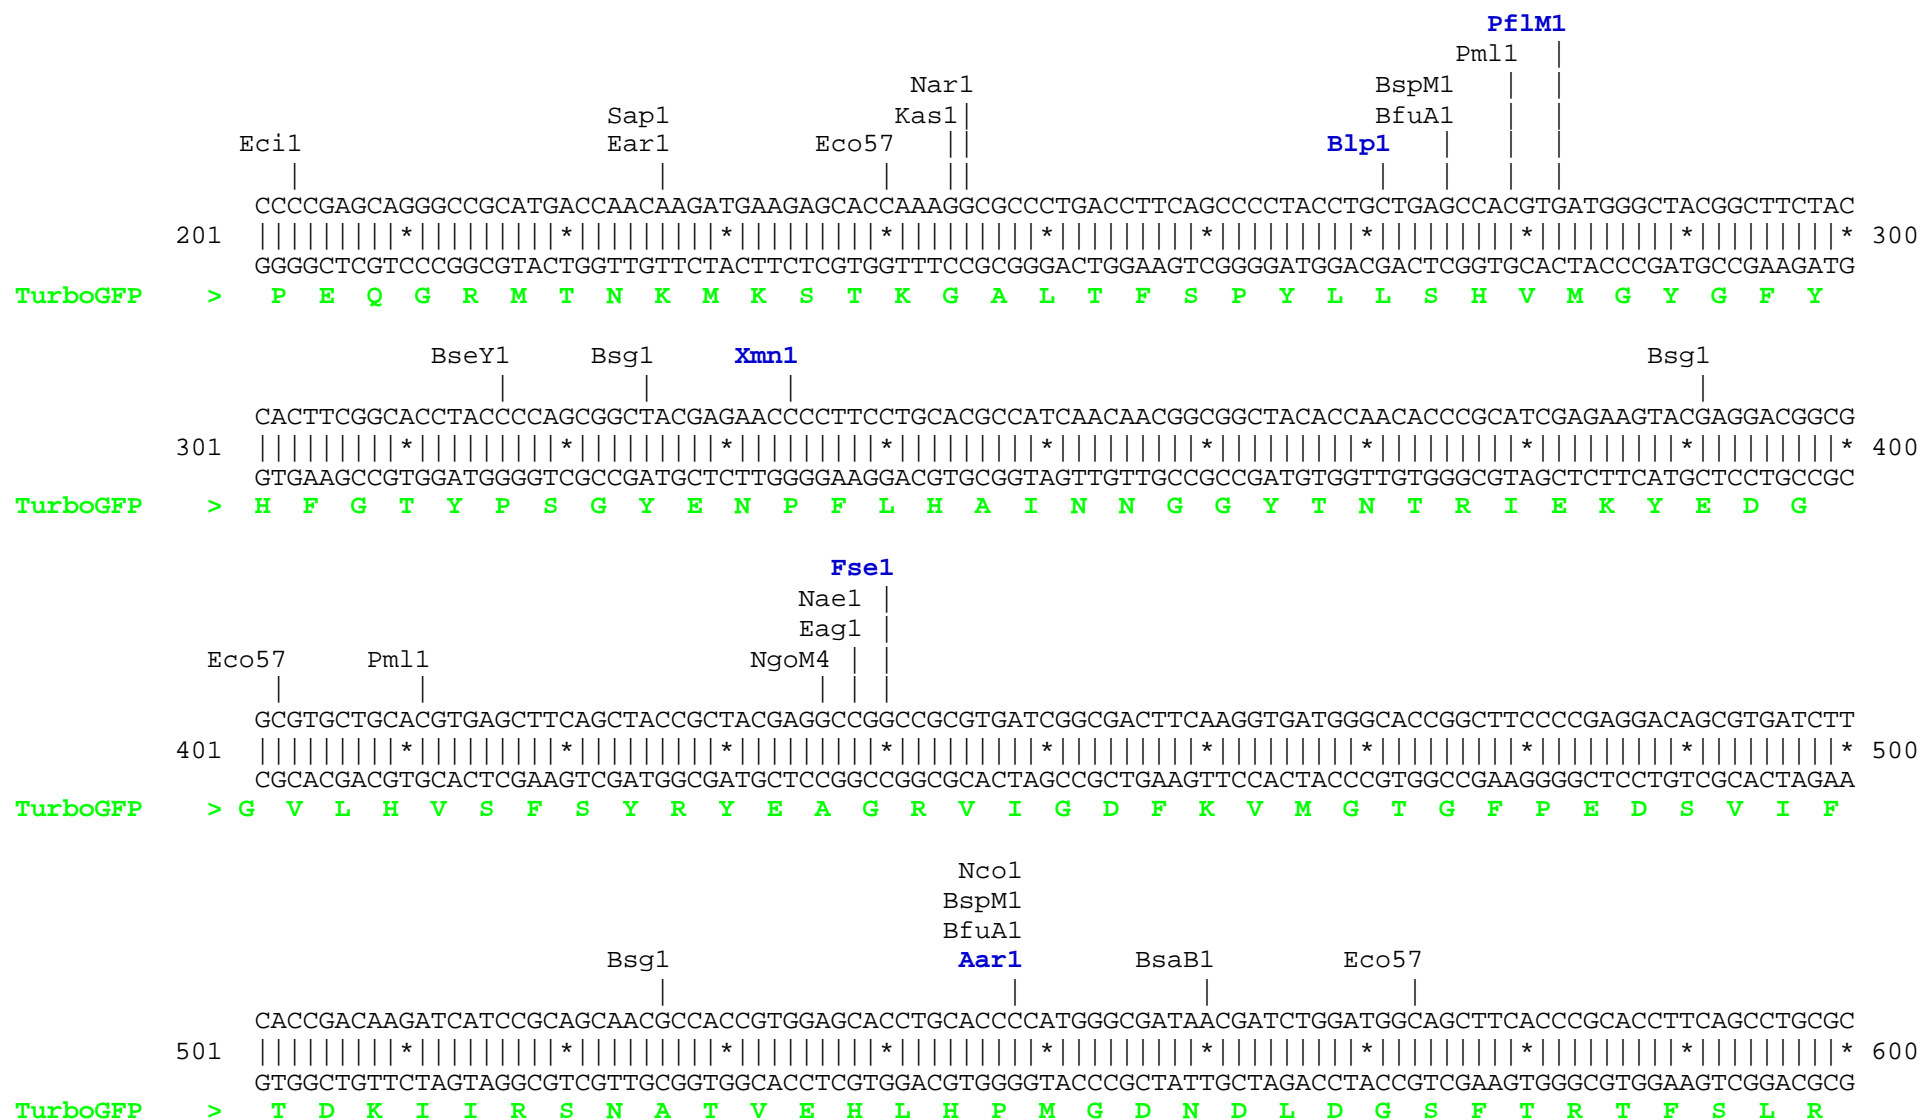 PflM1
Pml1 |
Nar1 BspM1 | |
Sap1 Kas1| BfuA1 | |
Eci1 Ear1 Eco57 || Blp1 | | |
| | | || | | | |
CCCCGAGCAGGGCCGCATGACCAACAAGATGAAGAGCACCAAAGGCGCCCTGACCTTCAGCCCCTACCTGCTGAGCCACGTGATGGGCTACGGCTTCTAC
201 |||||||||*|||||||||*|||||||||*|||||||||*|||||||||*|||||||||*|||||||||*|||||||||*|||||||||*|||||||||* 300
GGGGCTCGTCCCGGCGTACTGGTTGTTCTACTTCTCGTGGTTTCCGCGGGACTGGAAGTCGGGGATGGACGACTCGGTGCACTACCCGATGCCGAAGATG
TurboGFP > P E Q G R M T N K M K S T K G A L T F S P Y L L S H V M G Y G F Y
BseY1 Bsg1 Xmn1 Bsg1
| | | |
CACTTCGGCACCTACCCCAGCGGCTACGAGAACCCCTTCCTGCACGCCATCAACAACGGCGGCTACACCAACACCCGCATCGAGAAGTACGAGGACGGCG
301 |||||||||*|||||||||*|||||||||*|||||||||*|||||||||*|||||||||*|||||||||*|||||||||*|||||||||*|||||||||* 400
GTGAAGCCGTGGATGGGGTCGCCGATGCTCTTGGGGAAGGACGTGCGGTAGTTGTTGCCGCCGATGTGGTTGTGGGCGTAGCTCTTCATGCTCCTGCCGC
TurboGFP > H F G T Y P S G Y E N P F L H A I N N G G Y T N T R I E K Y E D G
Fse1
Nae1 |
Eag1 |
Eco57 Pml1 NgoM4 | |
| | | | |
GCGTGCTGCACGTGAGCTTCAGCTACCGCTACGAGGCCGGCCGCGTGATCGGCGACTTCAAGGTGATGGGCACCGGCTTCCCCGAGGACAGCGTGATCTT
401 |||||||||*|||||||||*|||||||||*|||||||||*|||||||||*|||||||||*|||||||||*|||||||||*|||||||||*|||||||||* 500
CGCACGACGTGCACTCGAAGTCGATGGCGATGCTCCGGCCGGCGCACTAGCCGCTGAAGTTCCACTACCCGTGGCCGAAGGGGCTCCTGTCGCACTAGAA
TurboGFP > G V L H V S F S Y R Y E A G R V I G D F K V M G T G F P E D S V I F
Nco1
BspM1
BfuA1
Bsg1 Aar1 BsaB1 Eco57
| | | |
CACCGACAAGATCATCCGCAGCAACGCCACCGTGGAGCACCTGCACCCCATGGGCGATAACGATCTGGATGGCAGCTTCACCCGCACCTTCAGCCTGCGC
501 |||||||||*|||||||||*|||||||||*|||||||||*|||||||||*|||||||||*|||||||||*|||||||||*|||||||||*|||||||||* 600
GTGGCTGTTCTAGTAGGCGTCGTTGCGGTGGCACCTCGTGGACGTGGGGTACCCGCTATTGCTAGACCTACCGTCGAAGTGGGCGTGGAAGTCGGACGCG
TurboGFP > T D K I I R S N A T V E H L H P M G D N D L D G S F T R T F S L R